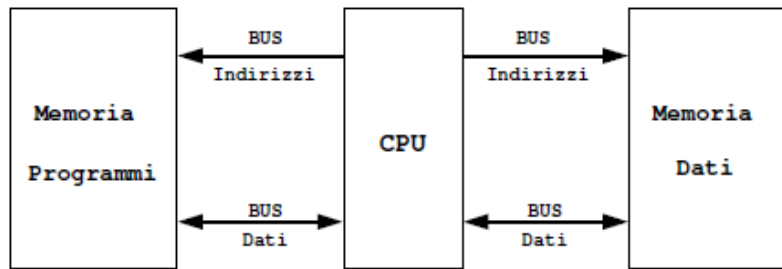 BUS
Indirizzi
BUS
Indirizzi
Memoria
Programmi
CPU
Memoria
Dati
BUS
Dati
BUS
Dati